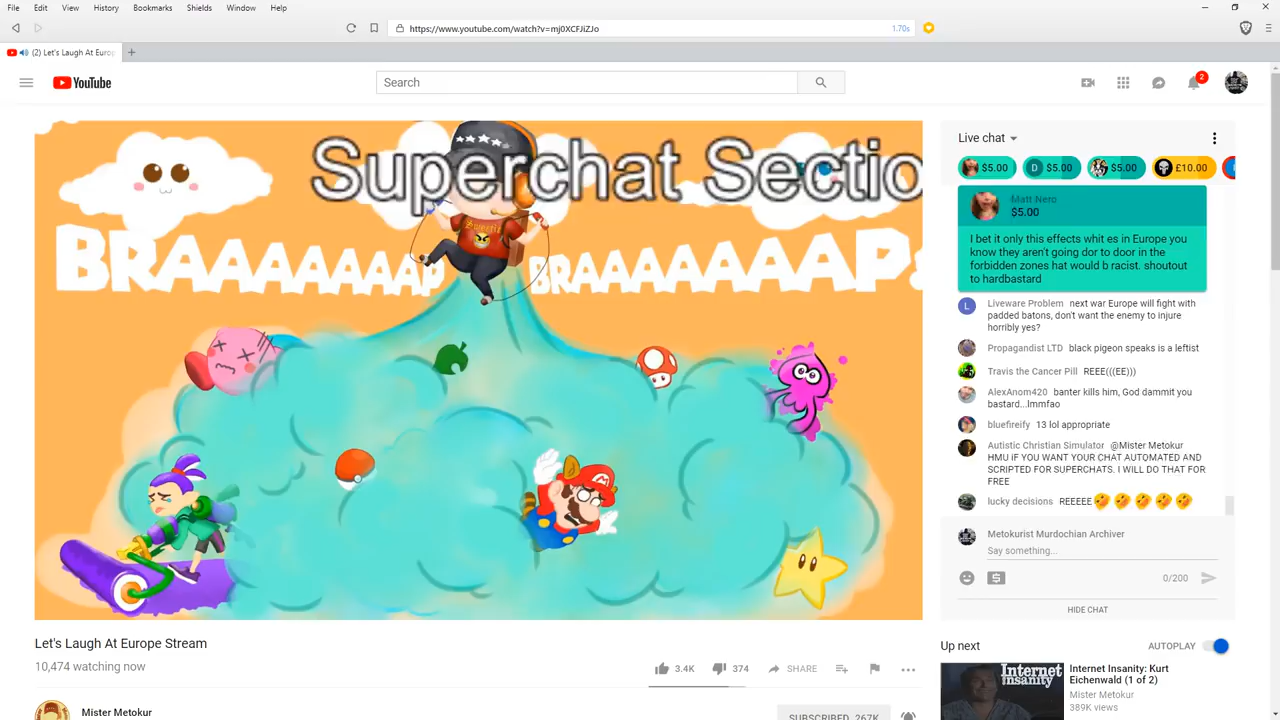 File Edit View History Bookmarks Shields Window Help
https://www.youtube.com/watch?v=mj0XCFJiZJo
1.70s
(2) Let's Laugh At Europ
YouTube
Search
2
Superchat Sectio
BRAAAAAAAP BRAAAAAAAAP!
Live chat
$5.00 D $5.00 $5.00 £10.00
Matt Nero
$5.00
I bet it only this effects whit es in Europe you
know they aren't going dor to door in the
forbidden zones hat would b racist. shoutout
to hardbastard
L Liveware Problem next war Europe will fight with
padded batons, don't want the enemy to injure
horribly yes?
Propagandist LTD black pigeon speaks is a leftist
Travis the Cancer Pill REEE(((EE)))
AlexAnom420 banter kills him, God dammit you
bastard...lmmfao
bluefireify 13 lol appropriate
Autistic Christian Simulator @Mister Metokur
HMU iF YOU WANT YOUR CHAT AUTOMATED AND
SCRIPTED FOR SUPERCHATS. I WILL DO THAT FOR
FREE
lucky decisions REEEEE
Metokurist Murdochian Archiver
Say something...
0/200
HIDE CHAT
Let's Laugh At Europe Stream
10,474 watching now
3.4K 374 SHARE
Up next
AUTOPLAY
Internet Insanity
Internet Insanity: Kurt
Eichenwald (1 of 2)
Mister Metokur
389K views
Mister Metokur
SUBSCRIBED 267K